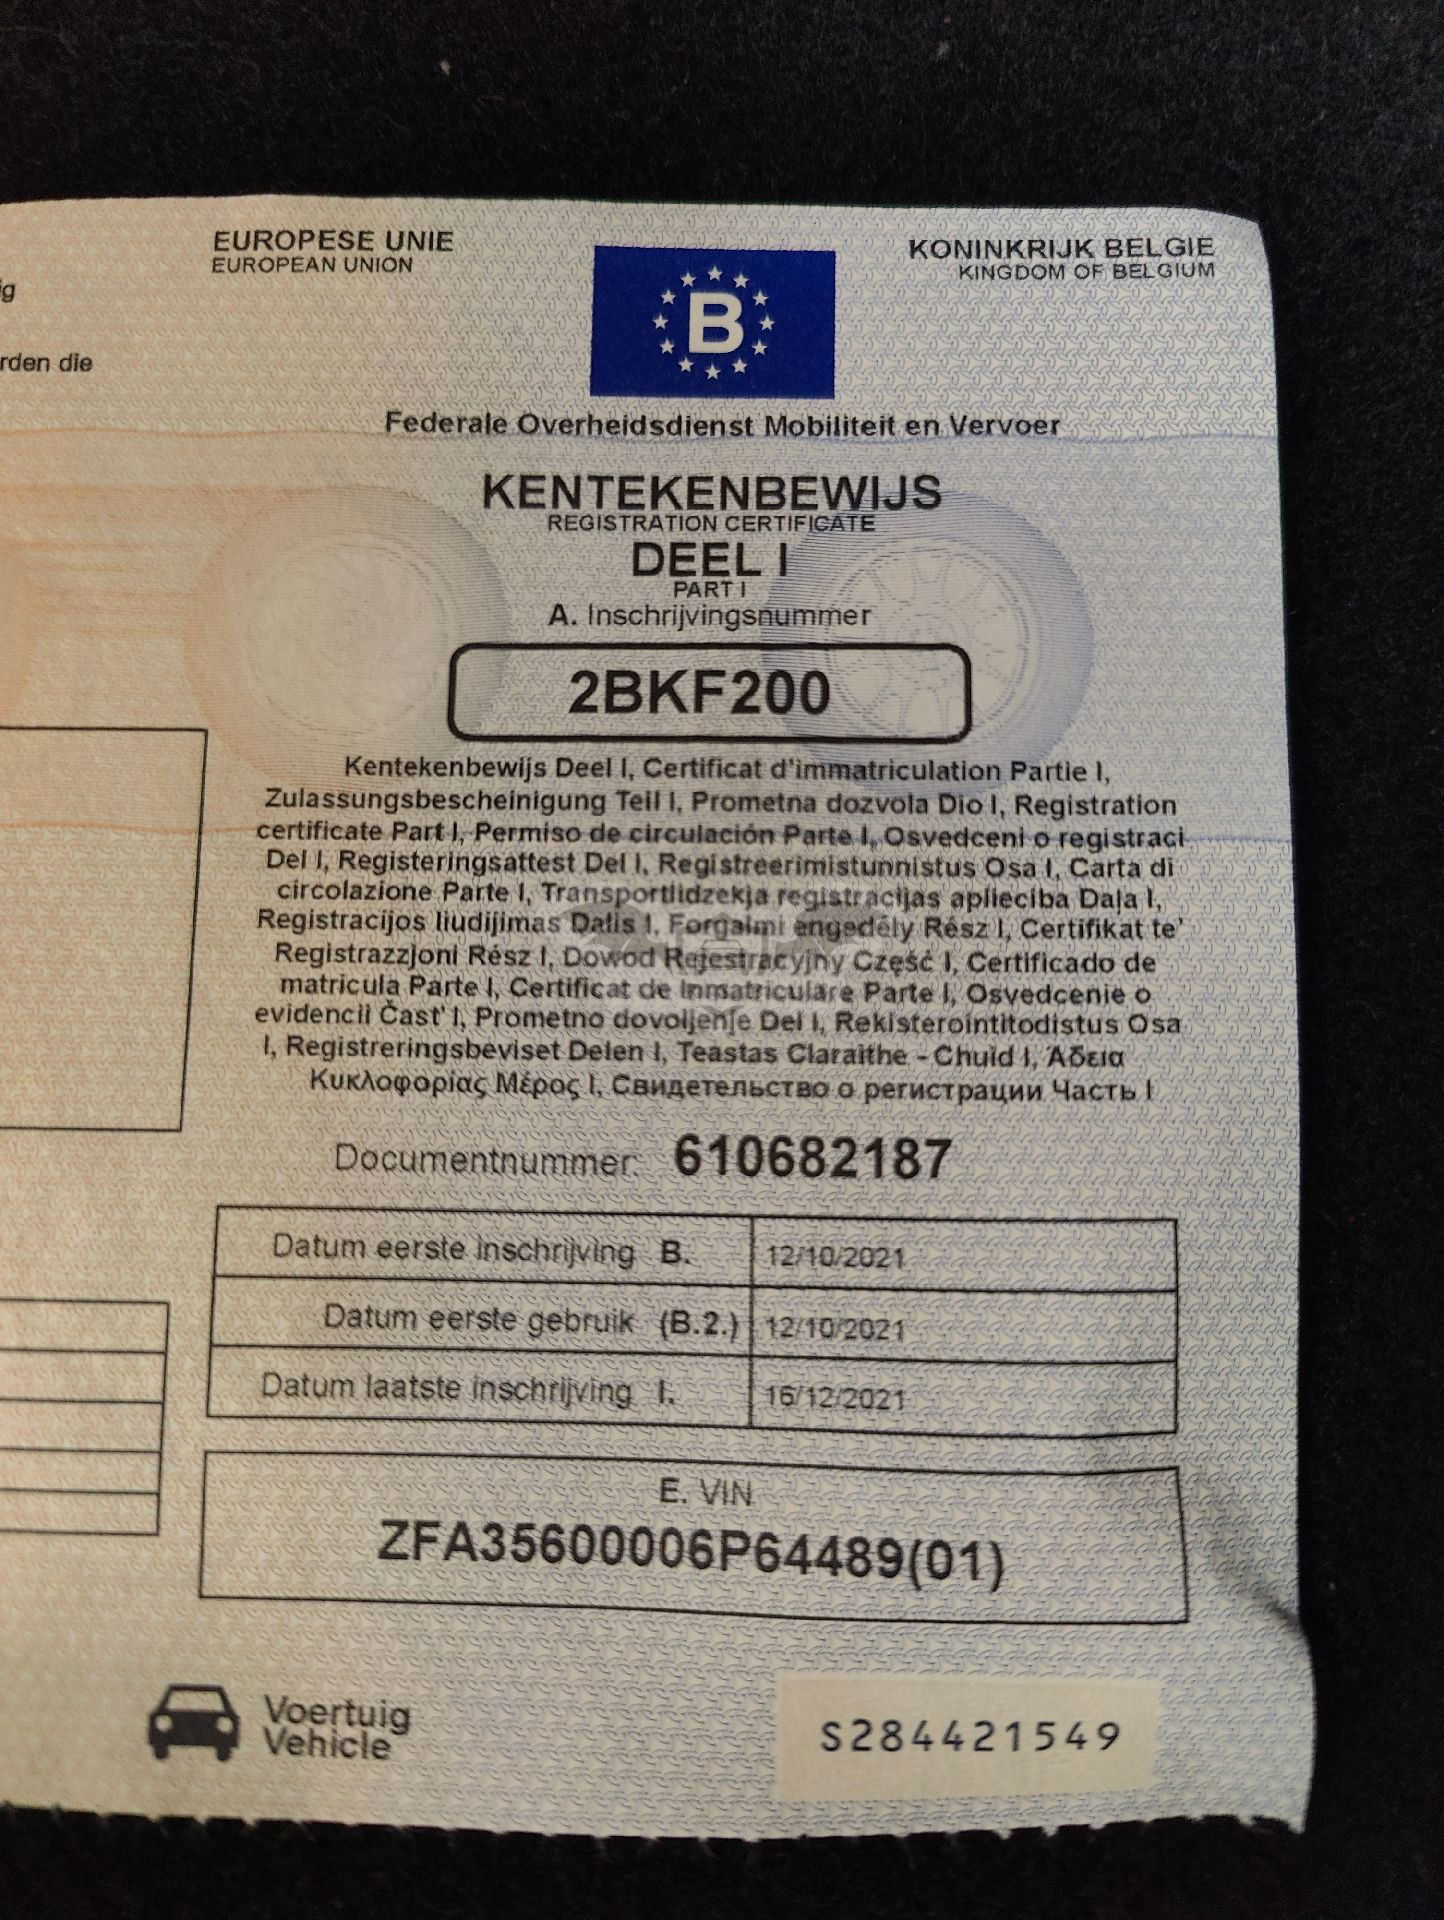 ig
rden die
EUROPESE UNIE
EUROPEAN UNION
B
KONINKRIJK BELGIE
KINGDOM OF BELGIUM
Federale Overheidsdienst Mobiliteit en Vervoer
KENTEKENBEWIJS
REGISTRATION CERTIFICATE
DEEL I
PART I
A. Inschrijvingsnummer
2BKF200
Kentekenbewijs Deel I, Certificat d'immatriculation Partie I,
Zulassungsbescheinigung Teil I, Prometna dozvola Dio I, Registration
certificate Part I, Permiso de circulación Parte I, Osvedceni o registraci
Del I, Registeringsattest Del I, Registreerimistunnistus Osa I, Carta di
circolazione Parte I, Transportlidzekja registracijas aplieciba Daļa I,
Registracijos liudijimas Dalis I, Forgalmi engedély Rész I, Certifikat te'
Registrazzjoni Rész I, Dowod Rejestracyjny Część I, Certificado de
matricula Parte I, Certificat de Inmatriculare Parte I, Osvedcenie o
evidencii Čast' I, Prometno dovoljenje Del I, Rekisterointitodistus Osa
I, Registreringsbeviset Delen I, Teastas Claraithe - Chuid I, Άδεια
Κυκλοφορίας Μέρος I, Свидетельство о регистрации Часть I
Documentnummer: 610682187
Datum eerste inschrijving B. 12/10/2021
Datum eerste gebruik (B.2.) 12/10/2021
Datum laatste inschrijving I. 16/12/2021
E. VIN
ZFA35600006P64489(01)
Voertuig
Vehicle
S284421549